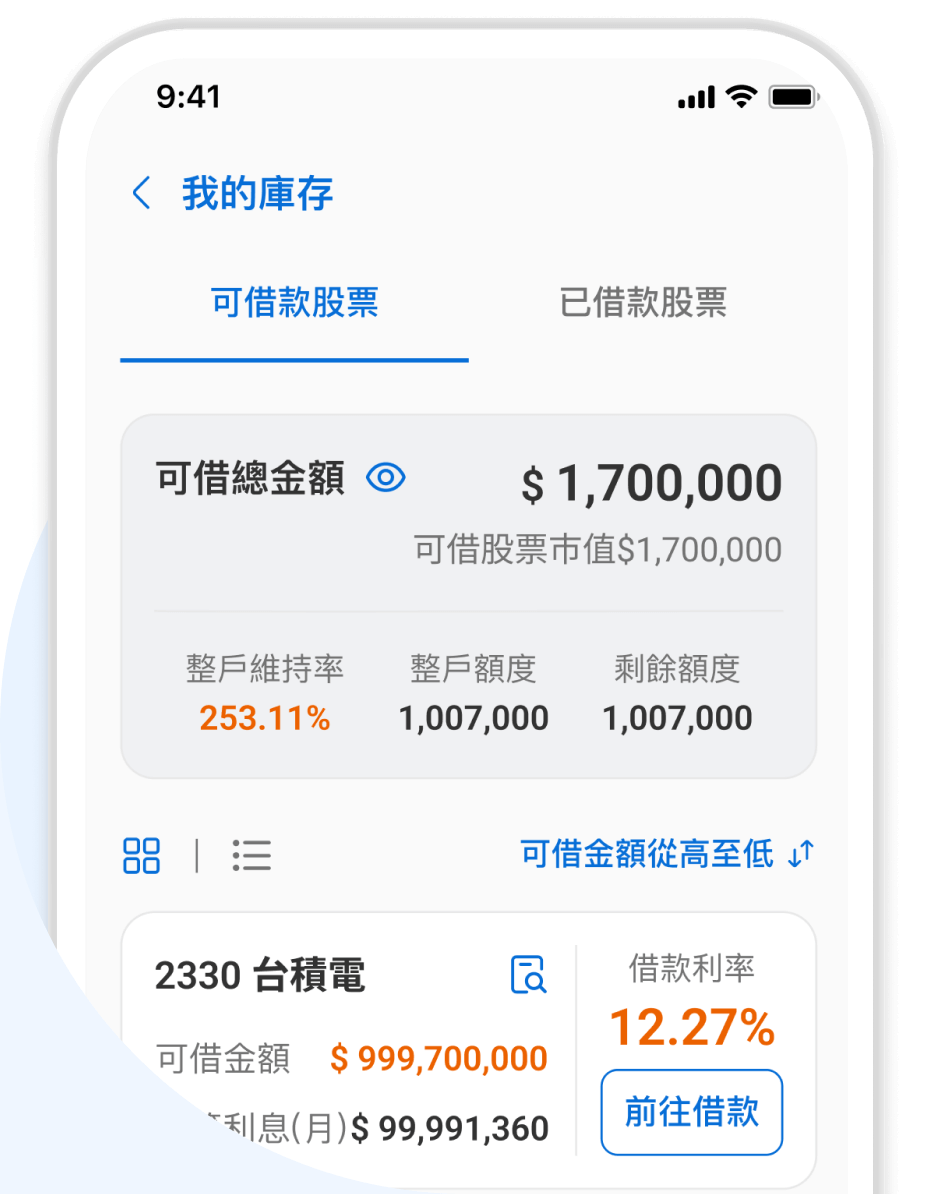 9:41
我的庫存
可借款股票 已借款股票
可借總金額 $ 1,700,000
可借股票市值$1,700,000
整戶維持率 整戶額度 剩餘額度
253.11% 1,007,000 1,007,000
可借金額從高至低
2330 台積電 借款利率
12.27%
可借金額 $ 999,700,000
前往借款
利息(月) $ 99,991,360